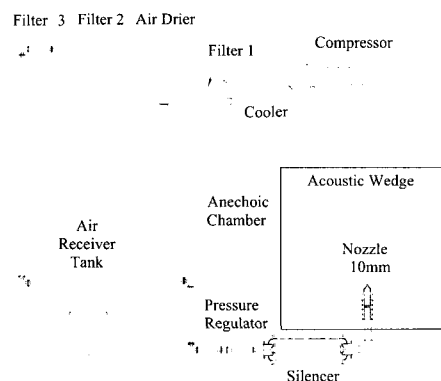 Filter 3 Filter 2 Air Drier
Filter 1
Compressor
Cooler
Acoustic Wedge
Anechoic
Chamber
Air
Receiver
Tank
Nozzle
10mm
Pressure
Regulator
Silencer